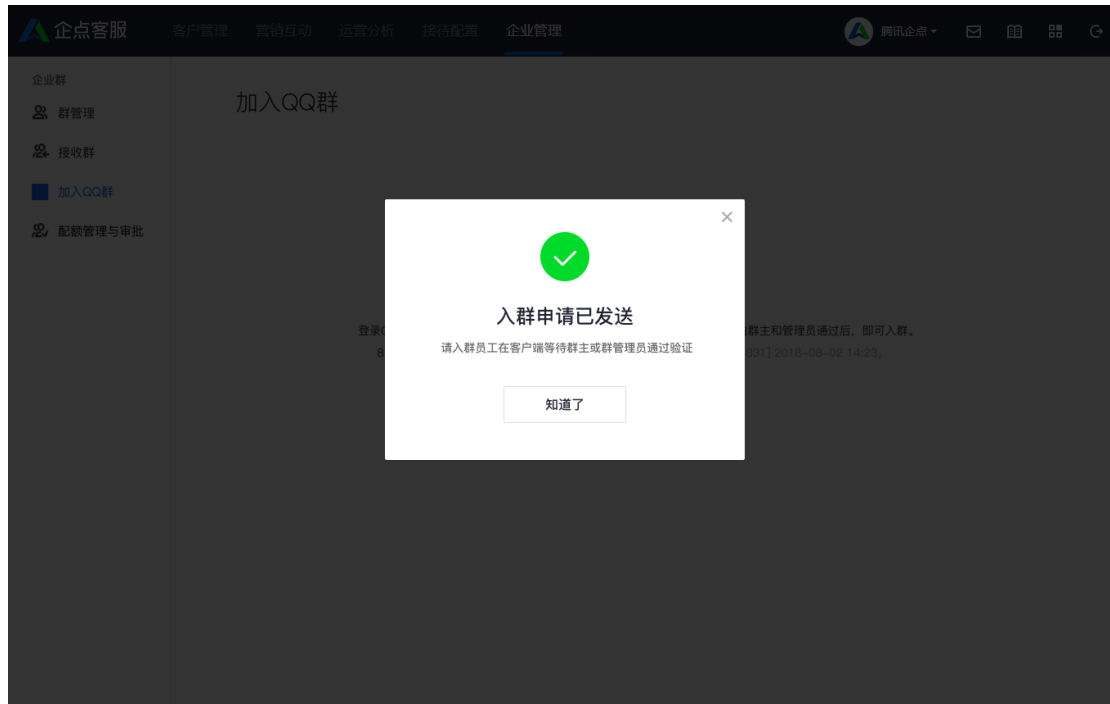 企点客服
客户管理 营销互动 运营分析 接待配置 企业管理
腾讯企点
企业群
群管理
接收群
加入QQ群
配额管理与审批
加入QQ群
入群申请已发送
请入群员工在客户端等待群主或群管理员通过验证
知道了
登录
群主和管理员通过后，即可入群。
8
831] 2018-08-02 14:23。